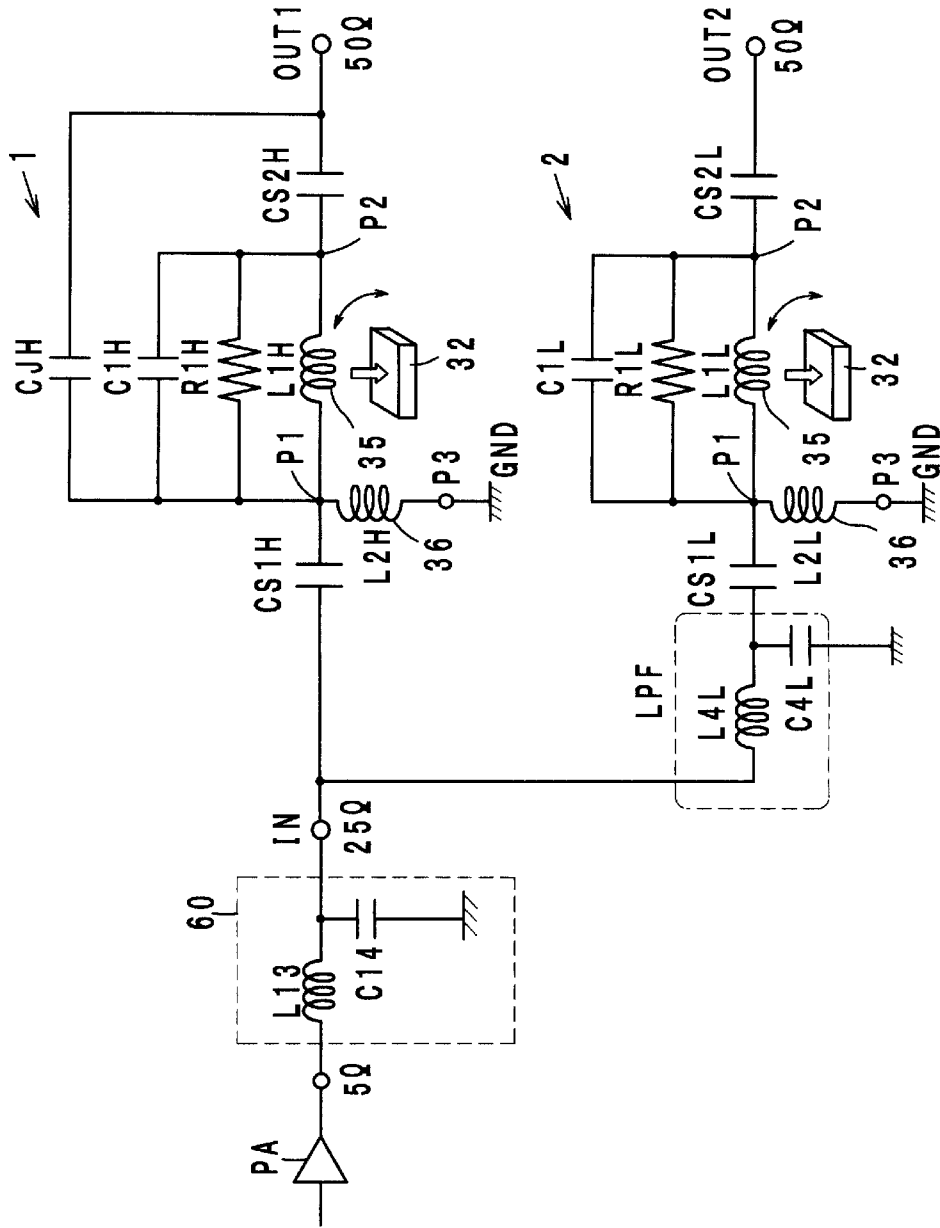 PA
5Ω
60
L13
C14
IN
25Ω
1
CJH
C1H
R1H
L1H
CS1H
P1
35
32
P2
CS2H
OUT1
50Ω
L2H
36
P3
GND
2
LPF
L4L
C4L
CS1L
C1L
R1L
L1L
P1
35
32
P2
CS2L
OUT2
50Ω
L2L
36
P3
GND